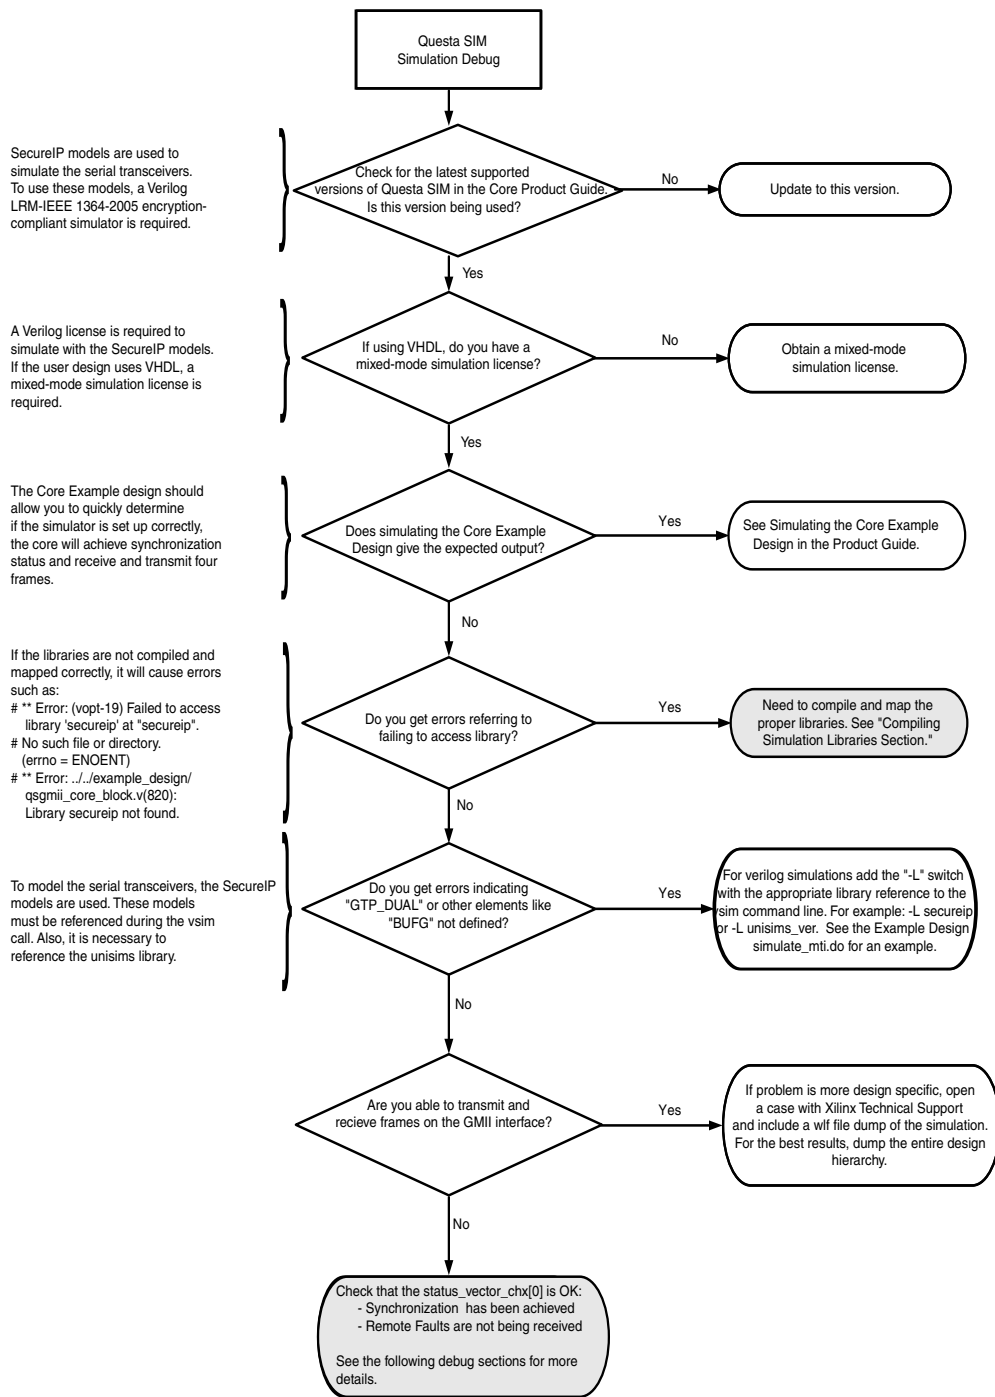 Questa SIM
Simulation Debug
SecureIP models are used to
simulate the serial transceivers.
To use these models, a Verilog
LRM-IEEE 1364-2005 encryption-
compliant simulator is required.
Check for the latest supported
versions of Questa SIM in the Core Product Guide.
Is this version being used?
No
Update to this version.
Yes
A Verilog license is required to
simulate with the SecureIP models.
If the user design uses VHDL, a
mixed-mode simulation license is
required.
If using VHDL, do you have a
mixed-mode simulation license?
No
Obtain a mixed-mode
simulation license.
Yes
The Core Example design should
allow you to quickly determine
if the simulator is set up correctly,
the core will achieve synchronization
status and receive and transmit four
frames.
Does simulating the Core Example
Design give the expected output?
Yes
See Simulating the Core Example
Design in the Product Guide.
No
If the libraries are not compiled and
mapped correctly, it will cause errors
such as:
# ** Error: (vopt-19) Failed to access
library 'secureip' at "secureip".
# No such file or directory.
(errno = ENOENT)
# ** Error: ../../example_design/
qsgmii_core_block.v(820):
Library secureip not found.
Do you get errors referring to
failing to access library?
Yes
Need to compile and map the
proper libraries. See "Compiling
Simulation Libraries Section."
No
To model the serial transceivers, the SecureIP
models are used. These models
must be referenced during the vsim
call. Also, it is necessary to
reference the unisims library.
Do you get errors indicating
"GTP_DUAL" or other elements like
"BUFG" not defined?
Yes
For verilog simulations add the "-L" switch
with the appropriate library reference to the
vsim command line. For example: -L secureip
or -L unisims_ver. See the Example Design
simulate_mti.do for an example.
No
Are you able to transmit and
recieve frames on the GMII interface?
Yes
If problem is more design specific, open
a case with Xilinx Technical Support
and include a wlf file dump of the simulation.
For the best results, dump the entire design
hierarchy.
No
Check that the status_vector_chx[0] is OK:
- Synchronization has been achieved
- Remote Faults are not being received
See the following debug sections for more
details.